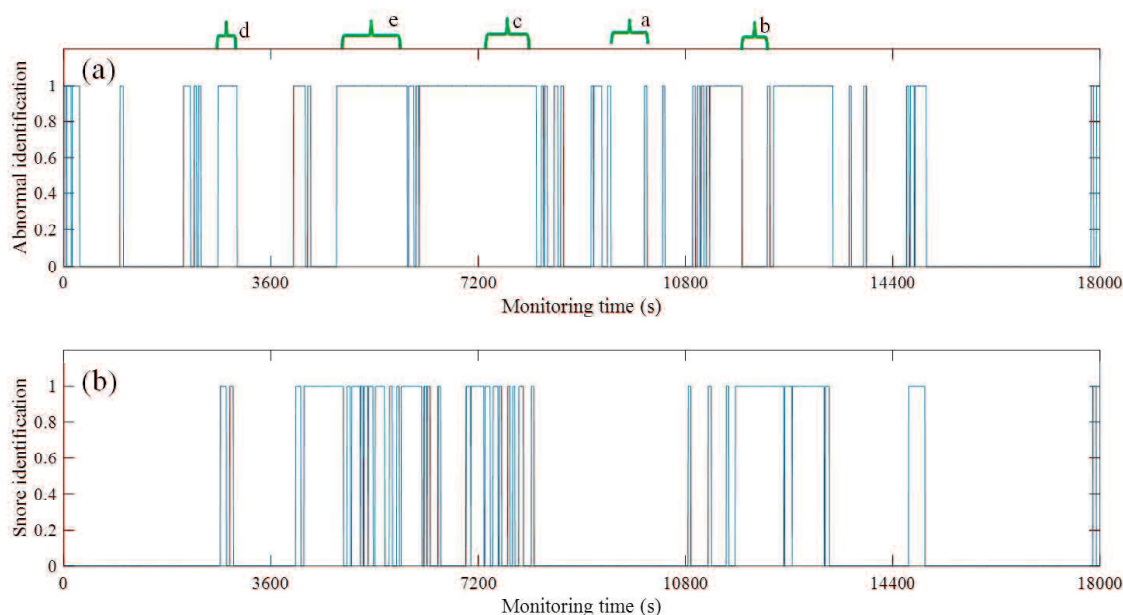 d e c a b
(a)
Abnormal identification
1
0.8
0.6
0.4
0.2
0
0 3600 7200 10800 14400 18000
Monitoring time (s)
(b)
Snore identification
1
0.8
0.6
0.4
0.2
0
0 3600 7200 10800 14400 18000
Monitoring time (s)